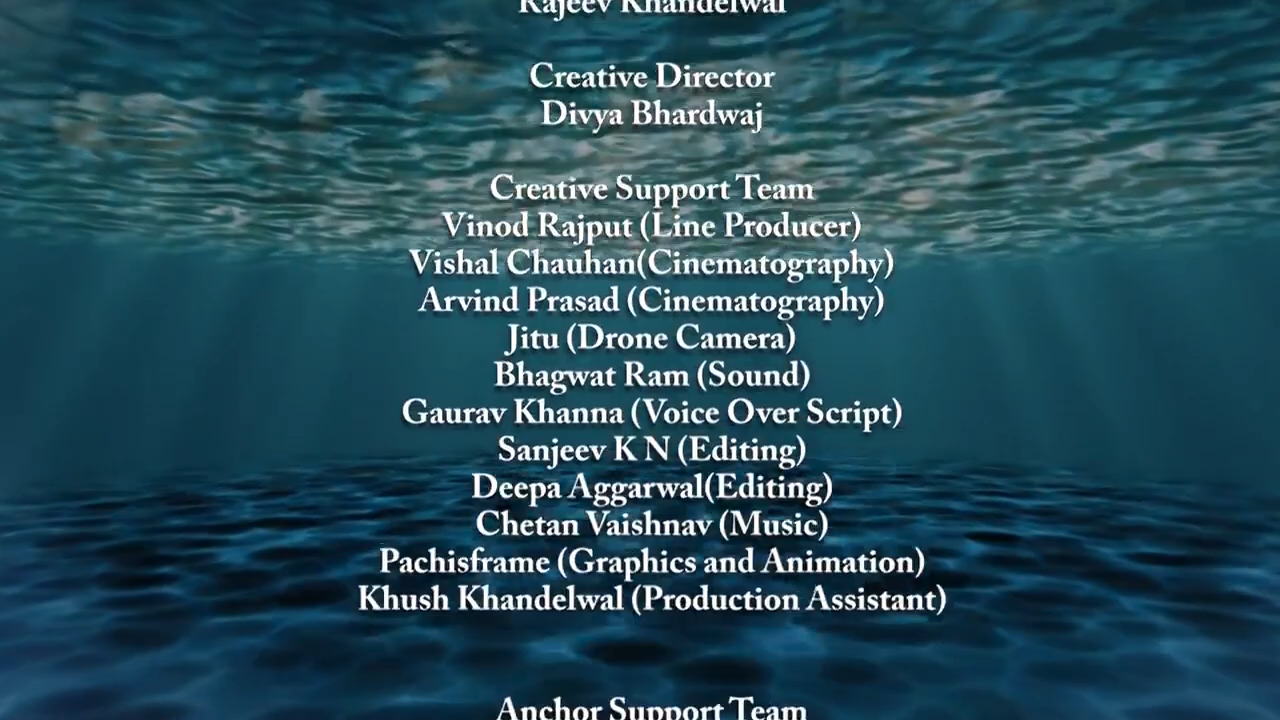 Rajeev Khandelwal
Creative Director
Divya Bhardwaj
Creative Support Team
Vinod Rajput (Line Producer)
Vishal Chauhan(Cinematography)
Arvind Prasad (Cinematography)
Jitu (Drone Camera)
Bhagwat Ram (Sound)
Gaurav Khanna (Voice Over Script)
Sanjeev K N (Editing)
Deepa Aggarwal(Editing)
Chetan Vaishnav (Music)
Pachisframe (Graphics and Animation)
Khush Khandelwal (Production Assistant)
Anchor Support Team